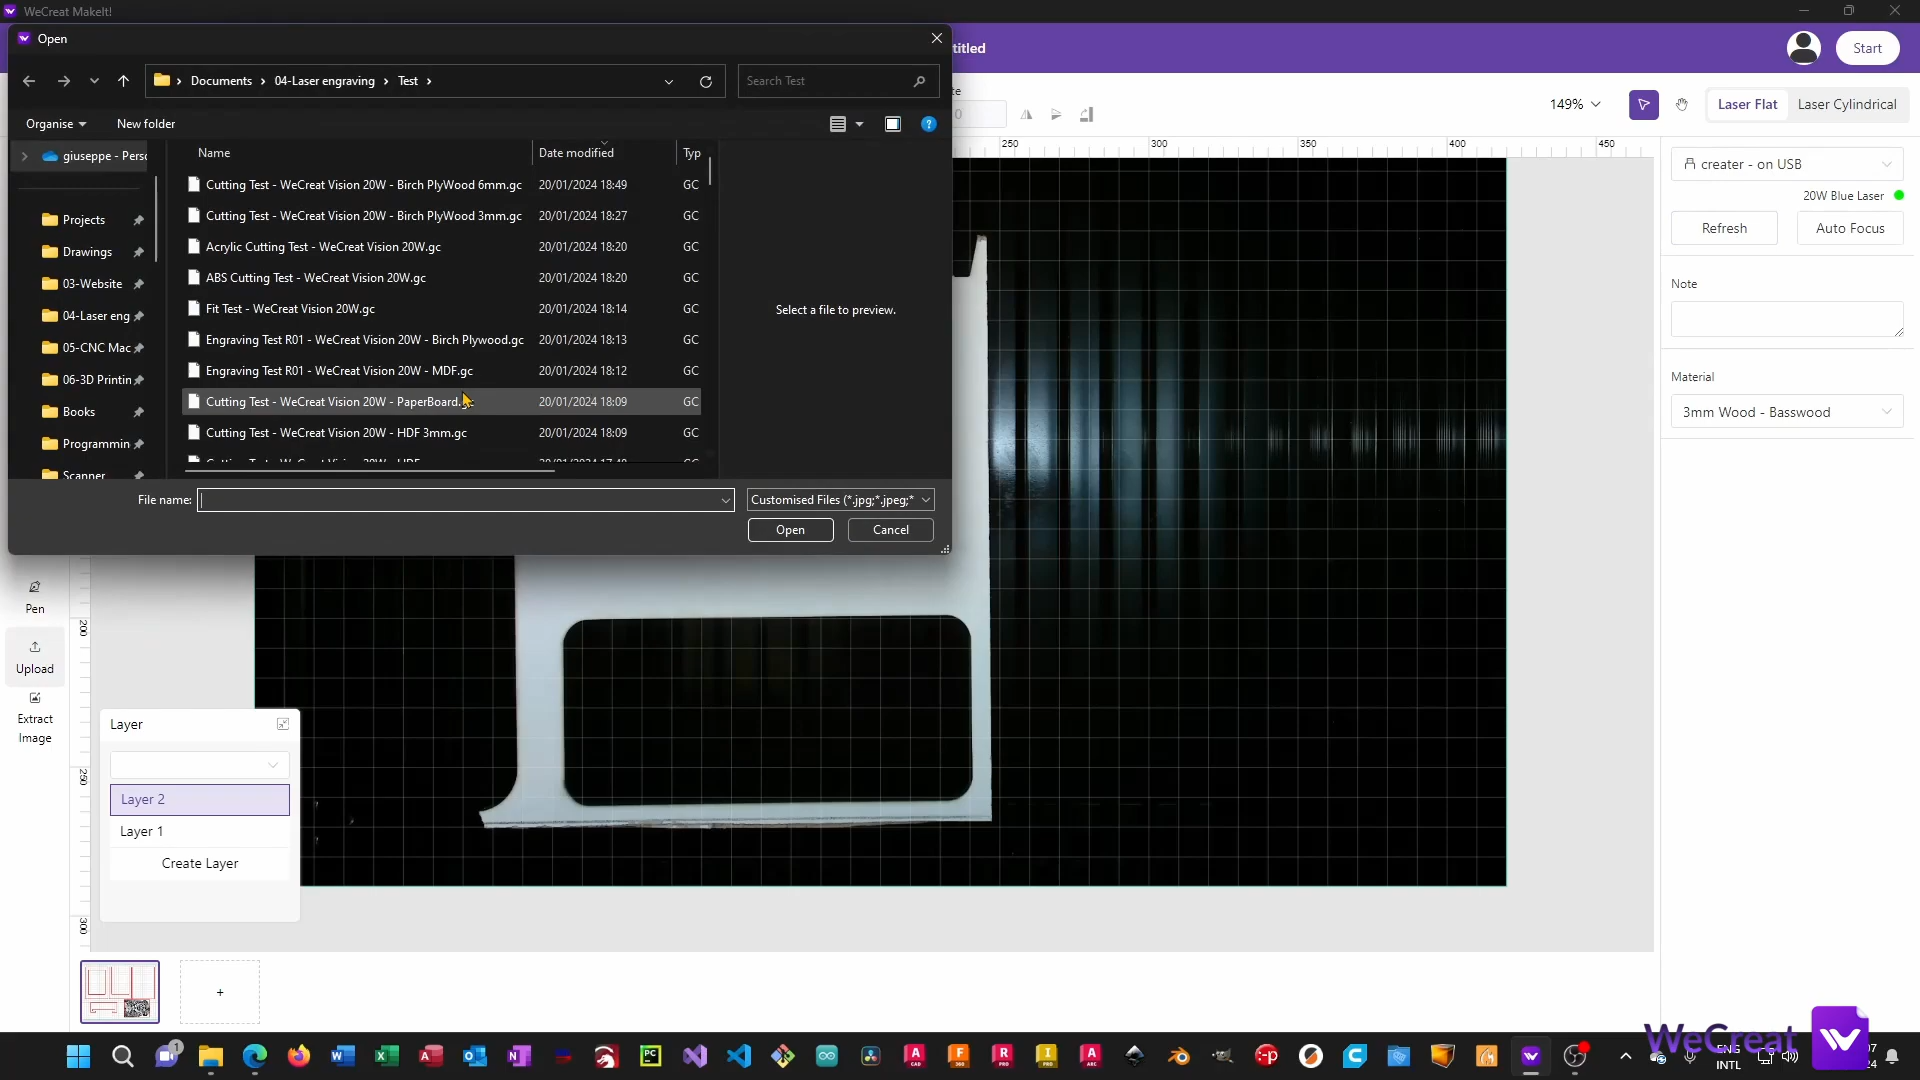 WeCreat MakeIt!
Open
titled
Start
Documents > 04-Laser engraving > Test >
Search Test
149%
Laser Flat
Laser Cylindrical
Organise
New folder
Name
Date modified
Typ
giuseppe - Perso
Projects
Drawings
03-Website
04-Laser eng
05-CNC Mac
06-3D Printin
Books
Programmin
Scanner
Cutting Test - WeCreat Vision 20W - Birch PlyWood 6mm.gc 20/01/2024 18:49 GC
Cutting Test - WeCreat Vision 20W - Birch PlyWood 3mm.gc 20/01/2024 18:27 GC
Acrylic Cutting Test - WeCreat Vision 20W.gc 20/01/2024 18:20 GC
ABS Cutting Test - WeCreat Vision 20W.gc 20/01/2024 18:20 GC
Fit Test - WeCreat Vision 20W.gc 20/01/2024 18:14 GC
Engraving Test R01 - WeCreat Vision 20W - Birch Plywood.gc 20/01/2024 18:13 GC
Engraving Test R01 - WeCreat Vision 20W - MDF.gc 20/01/2024 18:12 GC
Cutting Test - WeCreat Vision 20W - PaperBoard.gc 20/01/2024 18:09 GC
Cutting Test - WeCreat Vision 20W - HDF 3mm.gc 20/01/2024 18:09 GC
Select a file to preview.
File name:
Customised Files (*.jpg;*.jpeg;*
Open
Cancel
250 300 350 400 450
creater - on USB
20W Blue Laser
Refresh
Auto Focus
Note
Material
3mm Wood - Basswood
Pen
Upload
Extract
Image
200
250
300
Layer
Layer 2
Layer 1
Create Layer
+
WeCreat
ENG
INTL